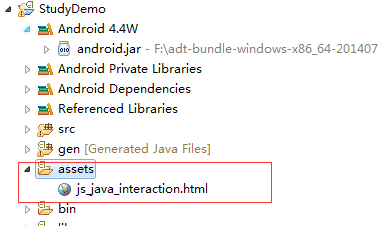 StudyDemo
Android 4.4W
android.jar - F:\adt-bundle-windows-x86_64-201407
Android Private Libraries
Android Dependencies
Referenced Libraries
src
gen [Generated Java Files]
assets
js_java_interaction.html
bin